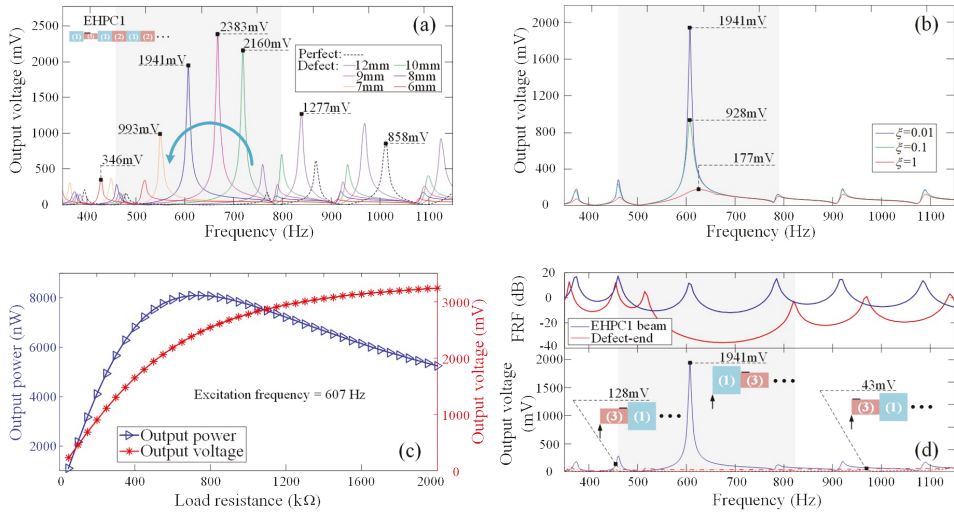 (a)
EHPC1
(1) (3) (1) (2) (1) (2) ...
2383mV
2160mV
1941mV
1277mV
993mV
858mV
346mV
Perfect:
Defect:
12mm 10mm
9mm 8mm
7mm 6mm
Output voltage (mV)
2500
2000
1500
1000
500
0
400 500 600 700 800 900 1000 1100
Frequency (Hz)
(b)
1941mV
928mV
177mV
ξ=0.01
ξ=0.1
ξ=1
Output voltage (mV)
2000
1600
1200
800
400
0
400 500 600 700 800 900 1000 1100
Frequency (Hz)
(c)
Output power (nW)
8000
6000
4000
2000
Output voltage (mV)
3000
2000
1000
0
Excitation frequency = 607 Hz
Output power
Output voltage
0 400 800 1200 1600 2000
Load resistance (kΩ)
FRF (dB)
20
0
-20
-40
EHPC1 beam
Defect-end
(d)
1941mV
128mV
43mV
(1) (3) ....
(3) (1) ....
(3) (1) ....
Output voltage
(mV)
2000
1500
1000
500
0
400 500 600 700 800 900 1000 1100
Frequency (Hz)